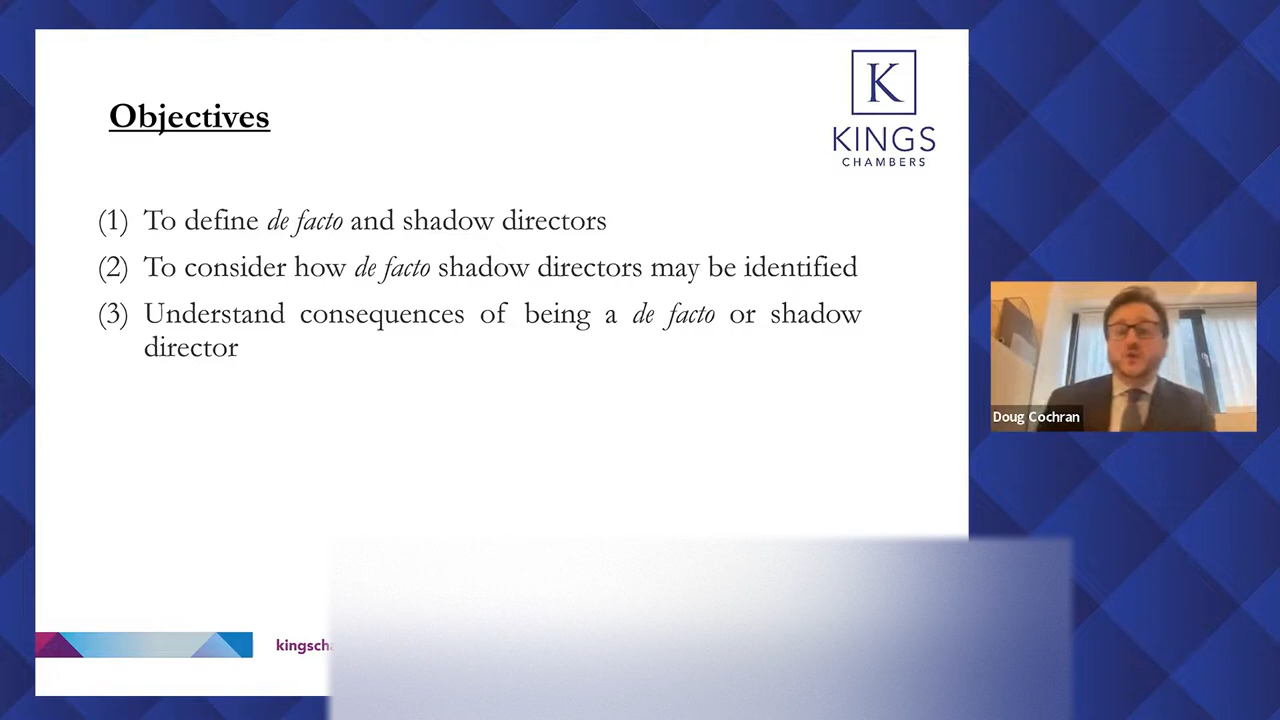 Objectives
K
KINGS
CHAMBERS
(1) To define de facto and shadow directors
(2) To consider how de facto shadow directors may be identified
(3) Understand consequences of being a de facto or shadow
director
Doug Cochran